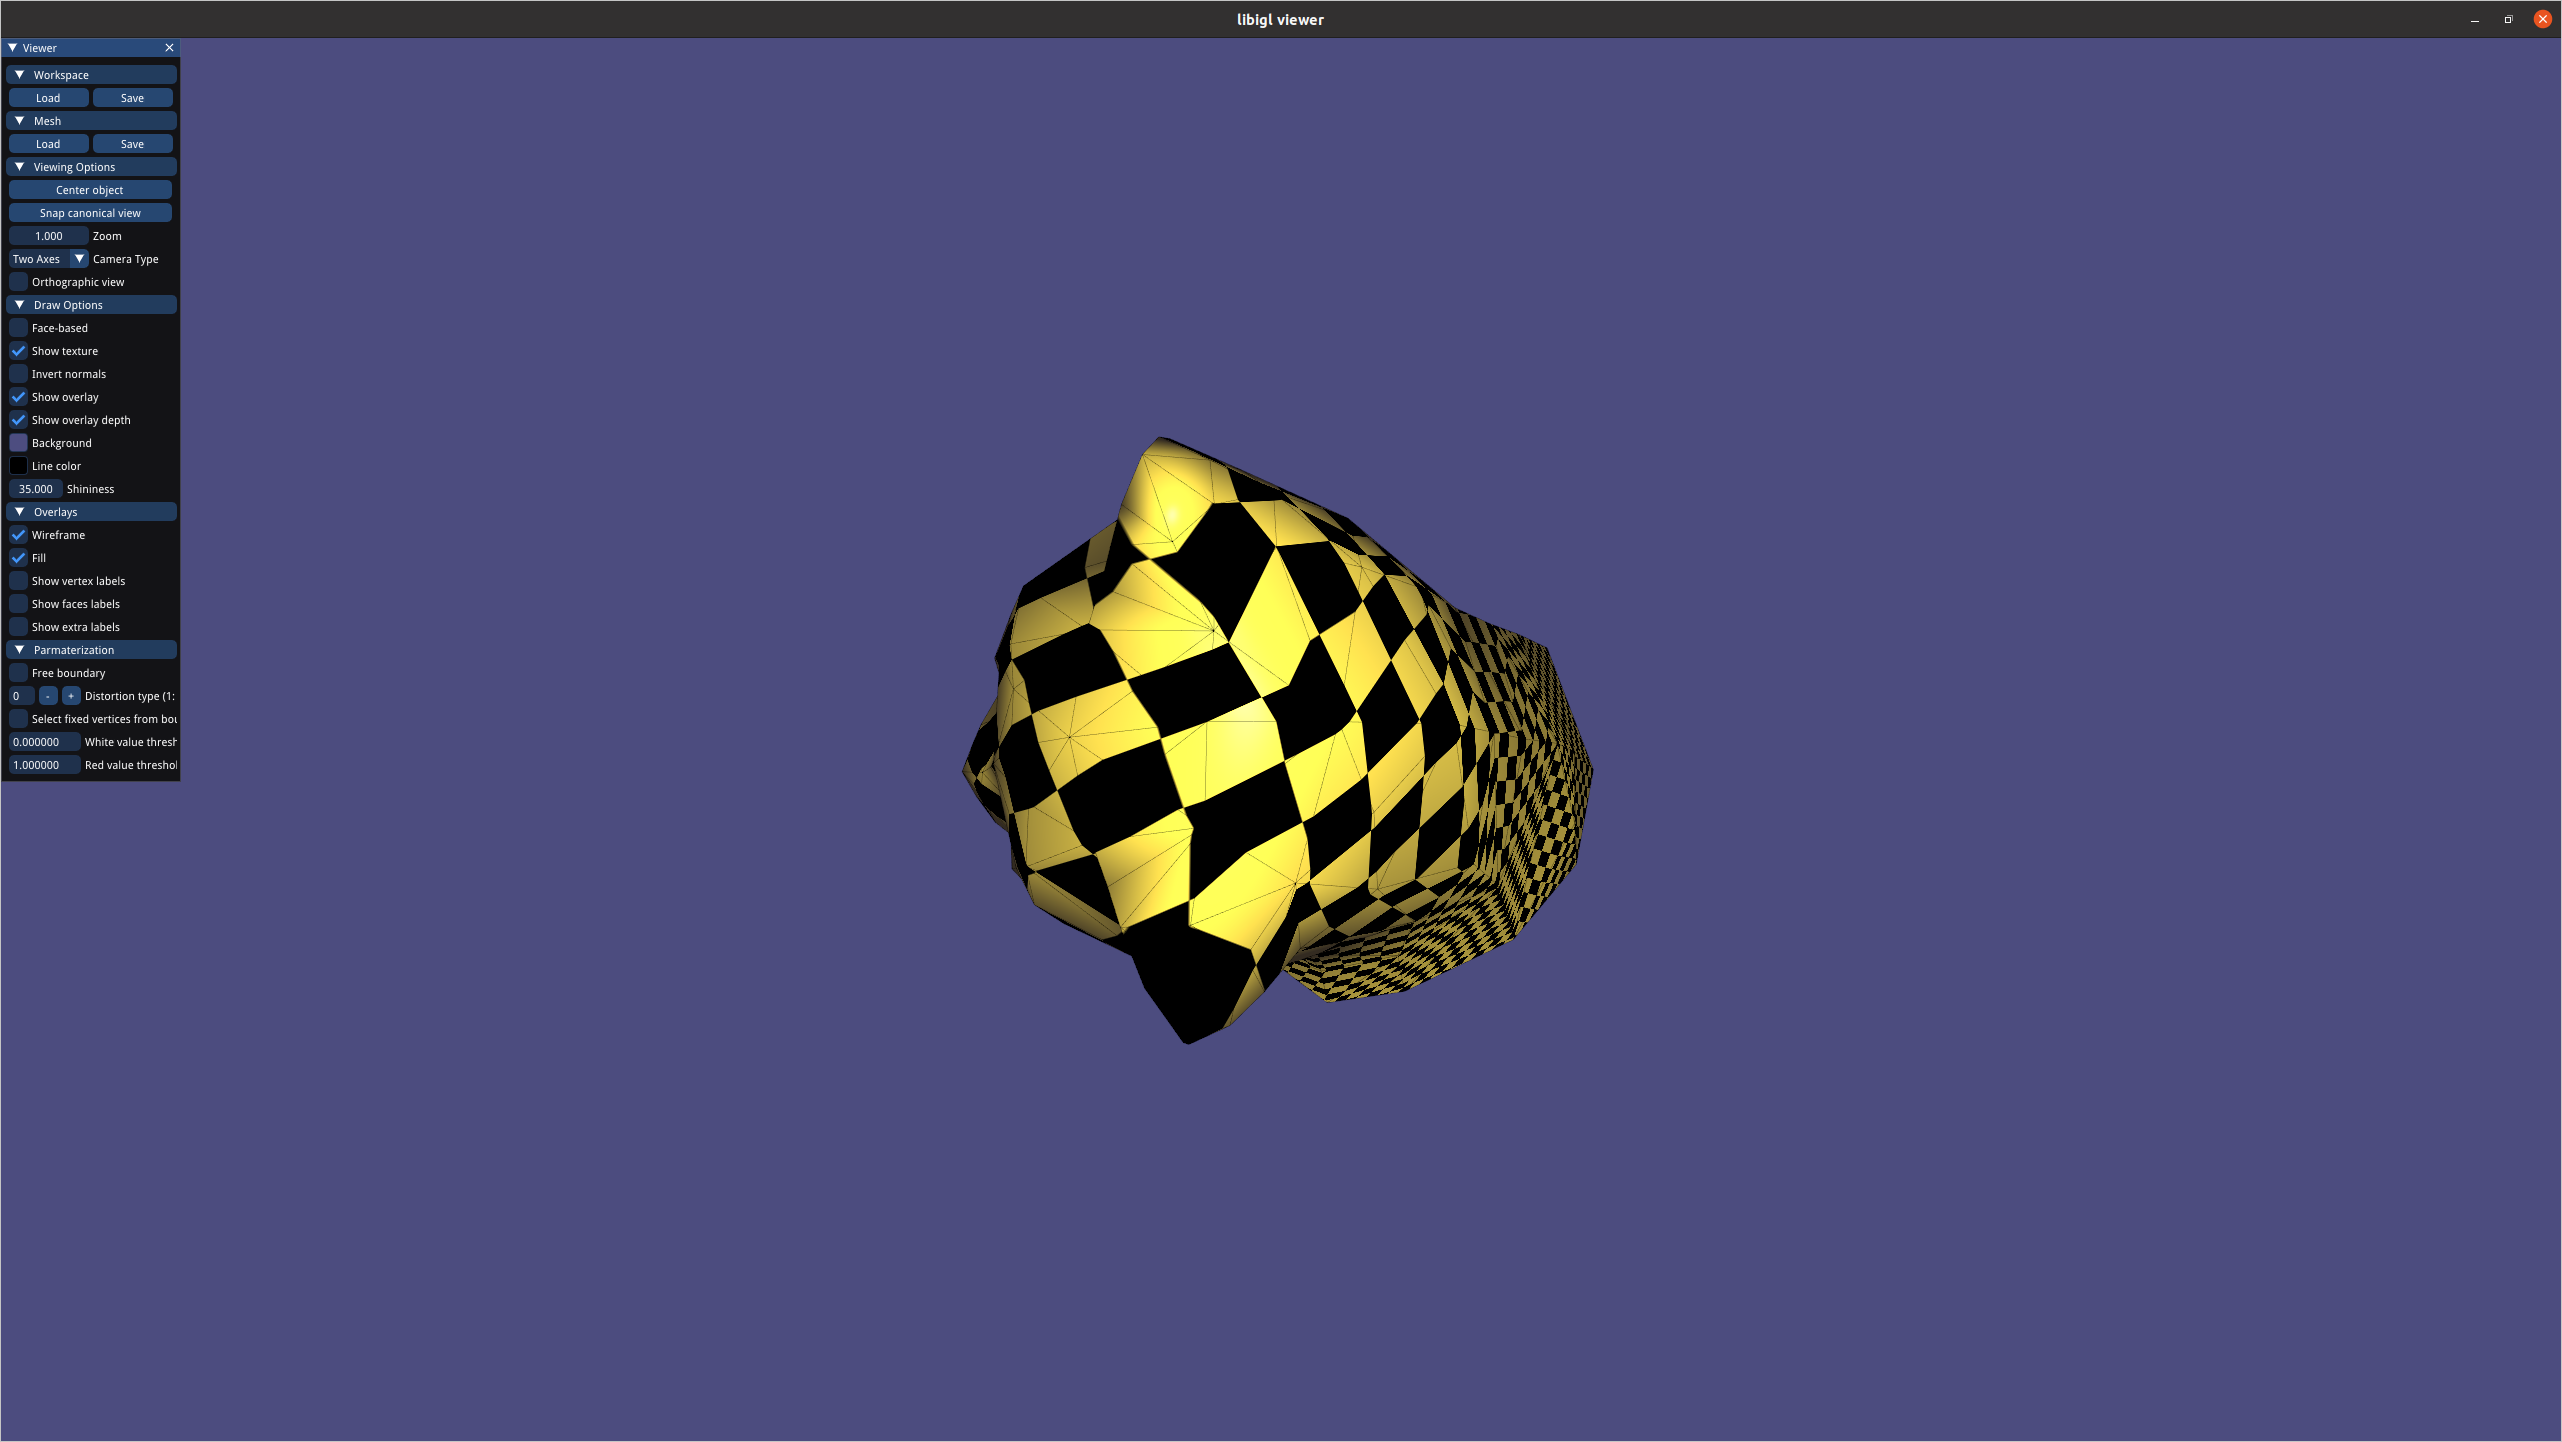 libigl viewer
Viewer
Workspace
Load Save
Mesh
Load Save
Viewing Options
Center object
Snap canonical view
1.000 Zoom
Two Axes Camera Type
Orthographic view
Draw Options
Face-based
Show texture
Invert normals
Show overlay
Show overlay depth
Background
Line color
35.000 Shininess
Overlays
Wireframe
Fill
Show vertex labels
Show faces labels
Show extra labels
Parmaterization
Free boundary
0 - + Distortion type (1:
Select fixed vertices from bou
0.000000 White value thresh
1.000000 Red value threshol